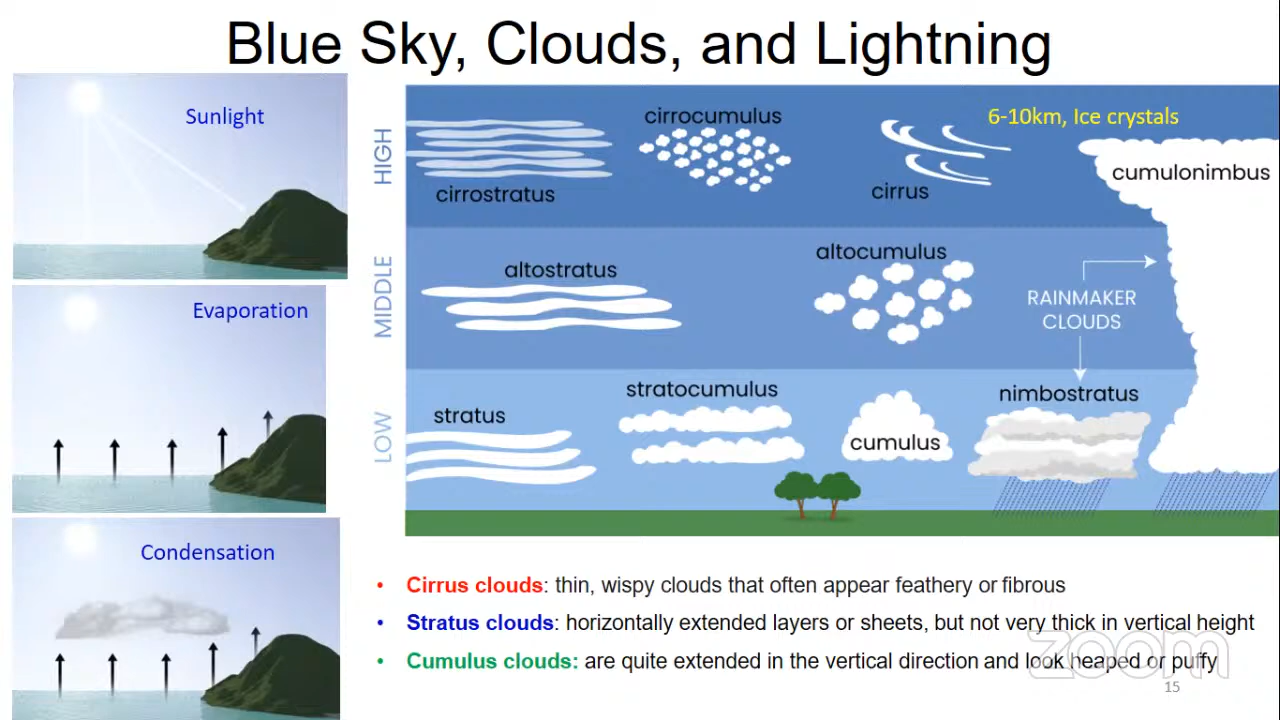 Blue Sky, Clouds, and Lightning
Sunlight
Evaporation
Condensation
HIGH
MIDDLE
LOW
cirrostratus
cirrocumulus
cirrus
6-10km, Ice crystals
cumulonimbus
altostratus
altocumulus
RAINMAKER
CLOUDS
stratus
stratocumulus
cumulus
nimbostratus
• Cirrus clouds: thin, wispy clouds that often appear feathery or fibrous
• Stratus clouds: horizontally extended layers or sheets, but not very thick in vertical height
• Cumulus clouds: are quite extended in the vertical direction and look heaped or puffy
zoom
15